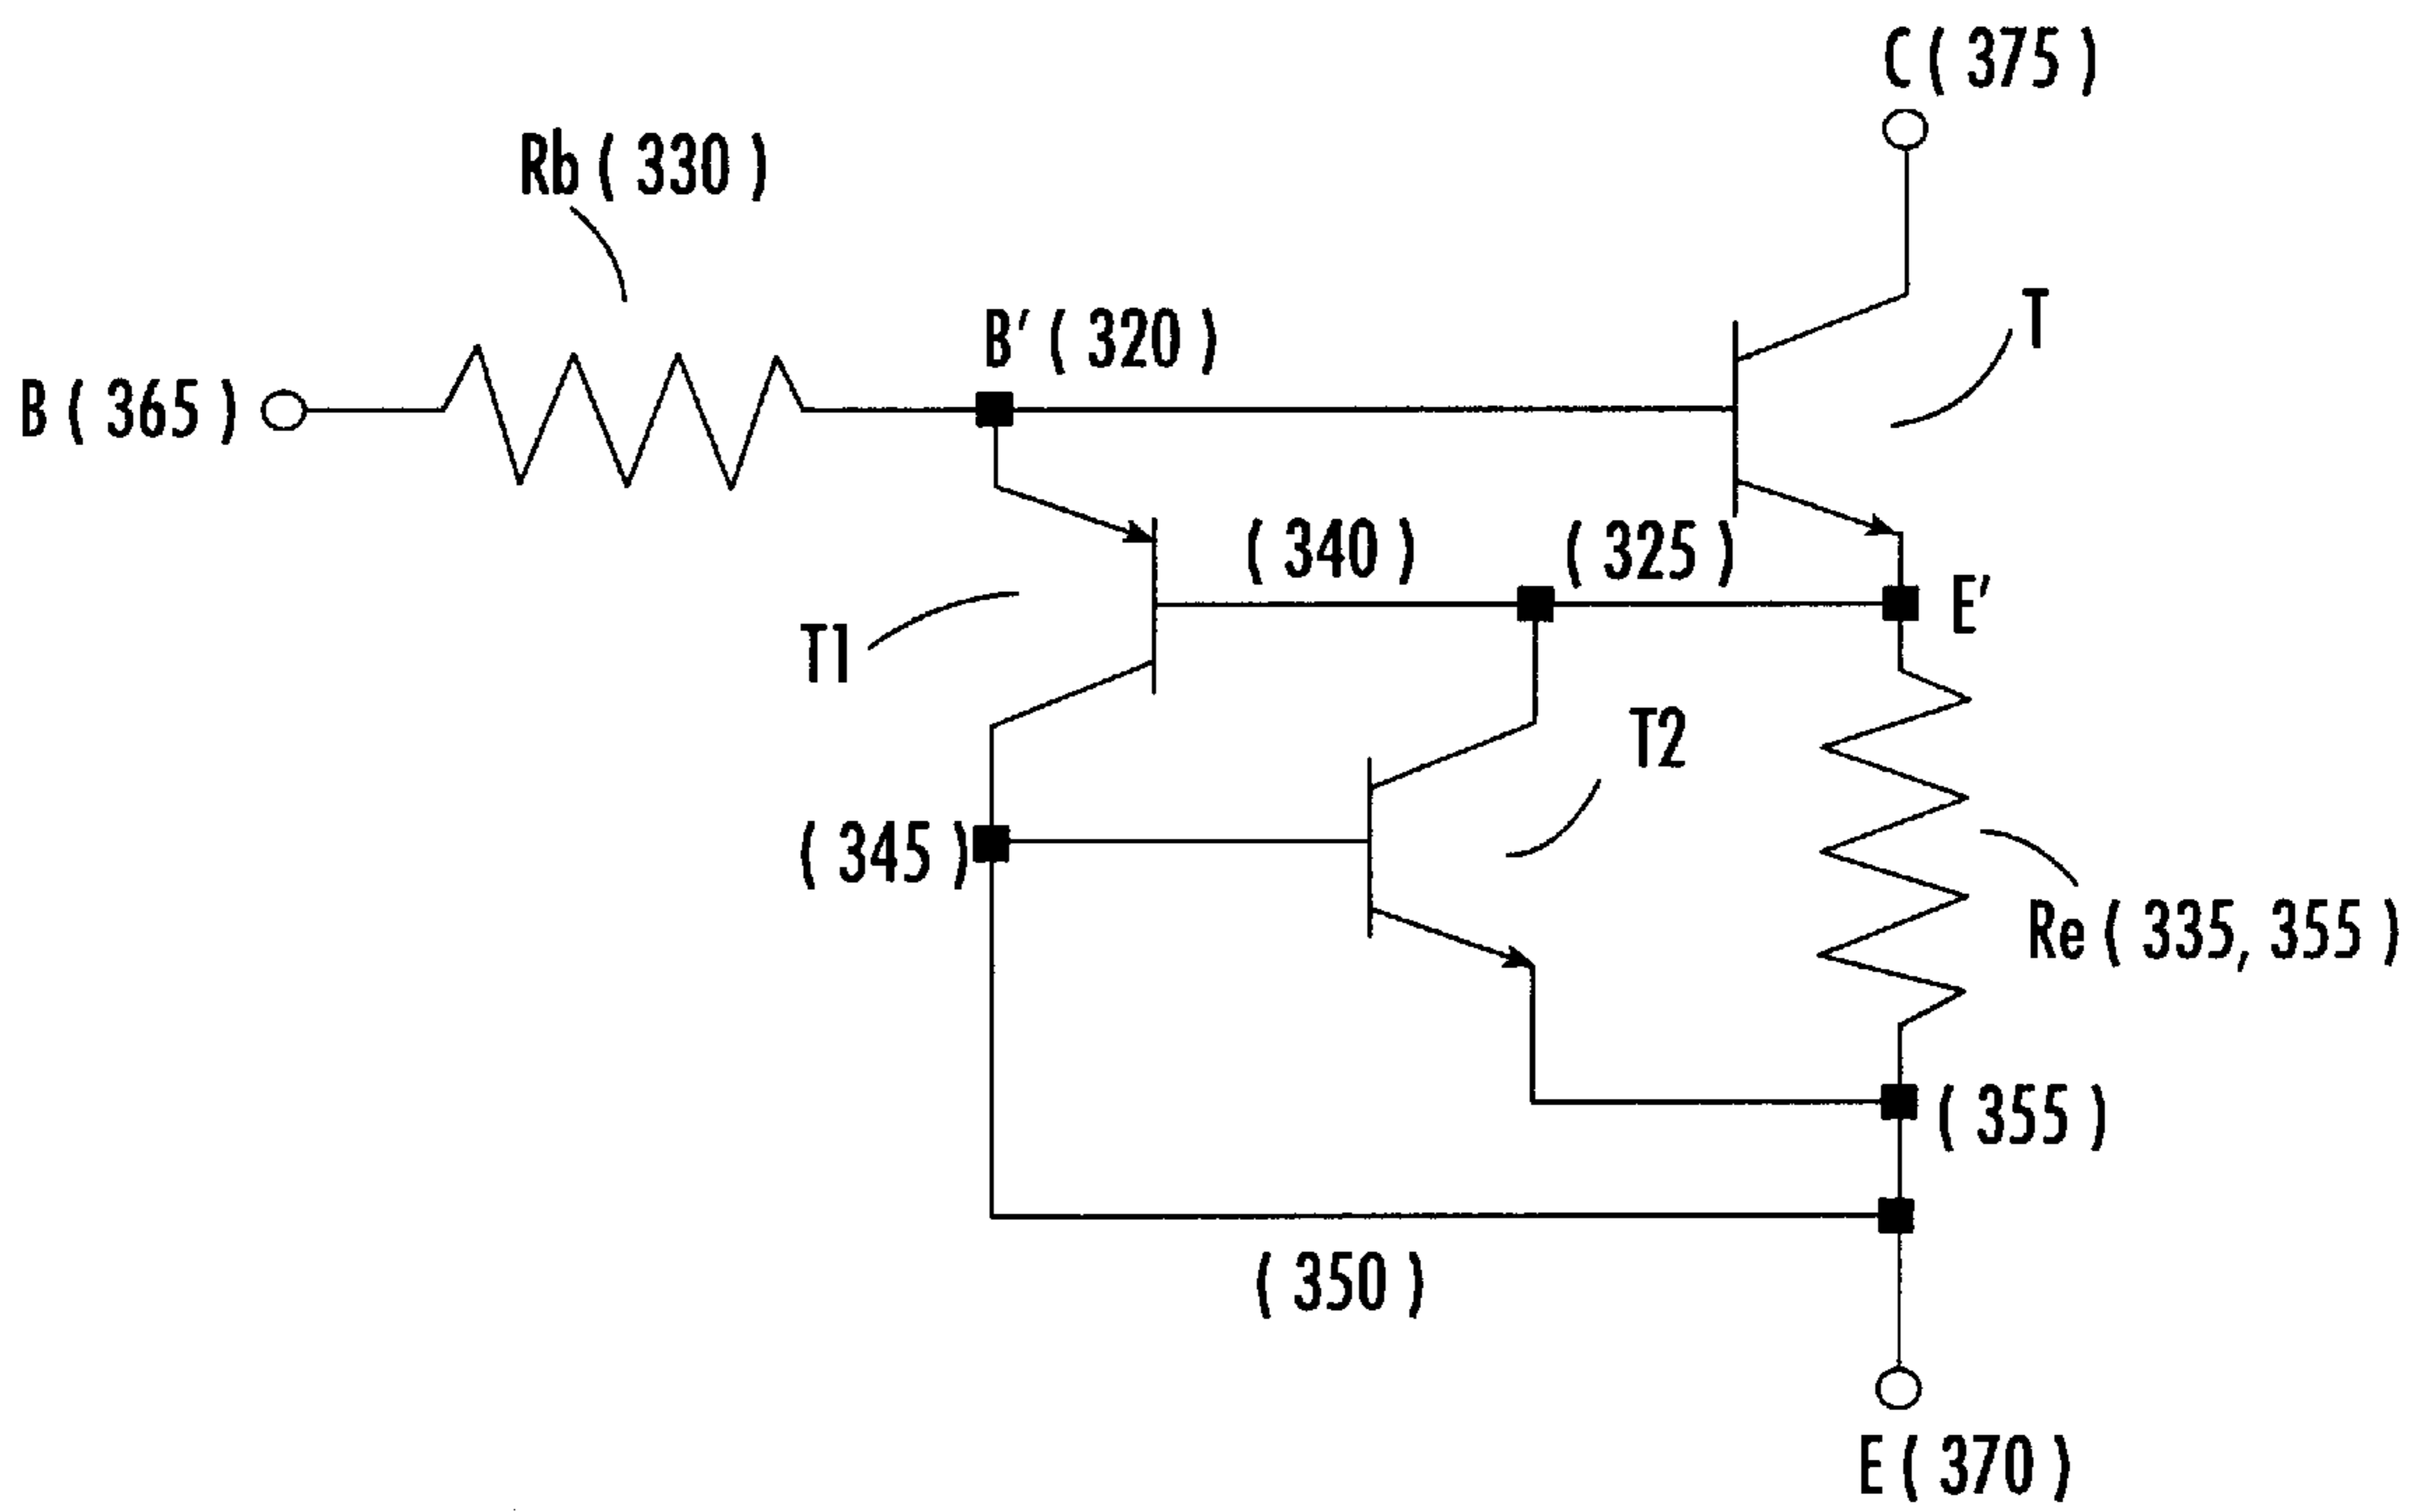 C ( 375 )
Rb ( 330 )
B' ( 320 )
T
B ( 365 )
( 340 )
( 325 )
E'
T1
T2
( 345 )
Re ( 335, 355 )
( 355 )
( 350 )
E ( 370 )